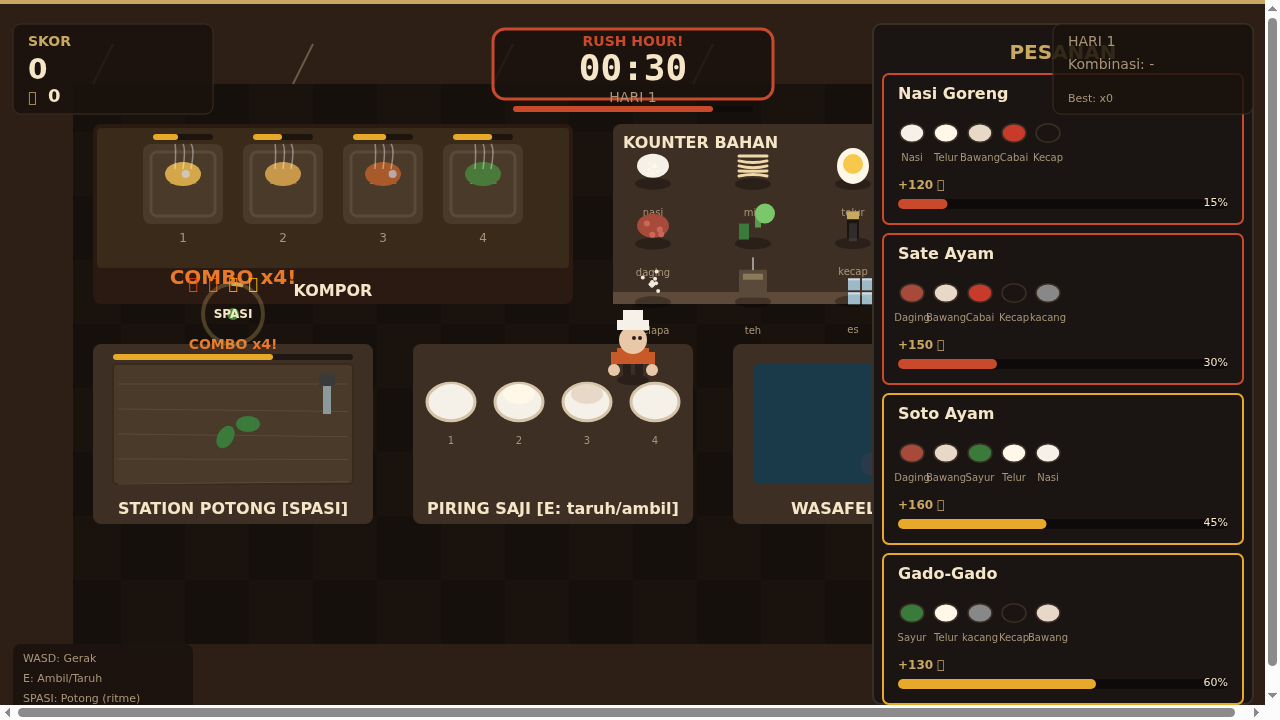 SKOR
0
0
RUSH HOUR!
00:30
HARI 1
HARI 1
Kombinasi: -
Best: x0
1
2
3
4
COMBO x4!
KOMPOR
SPASI
COMBO x4!
KOUNTER BAHAN
nasi
telur
daging
kecap
teh
es
STATION POTONG [SPASI]
1
2
3
4
PIRING SAJI [E: taruh/ambil]
Nasi Goreng
Nasi Telur Bawang Cabai Kecap
+120
15%
Sate Ayam
Daging Bawang Cabai Kecap kacang
+150
30%
Soto Ayam
Daging Bawang Sayur Telur Nasi
+160
45%
Gado-Gado
Sayur Telur kacang Kecap Bawang
+130
60%
WASD: Gerak
E: Ambil/Taruh
SPASI: Potong (ritme)